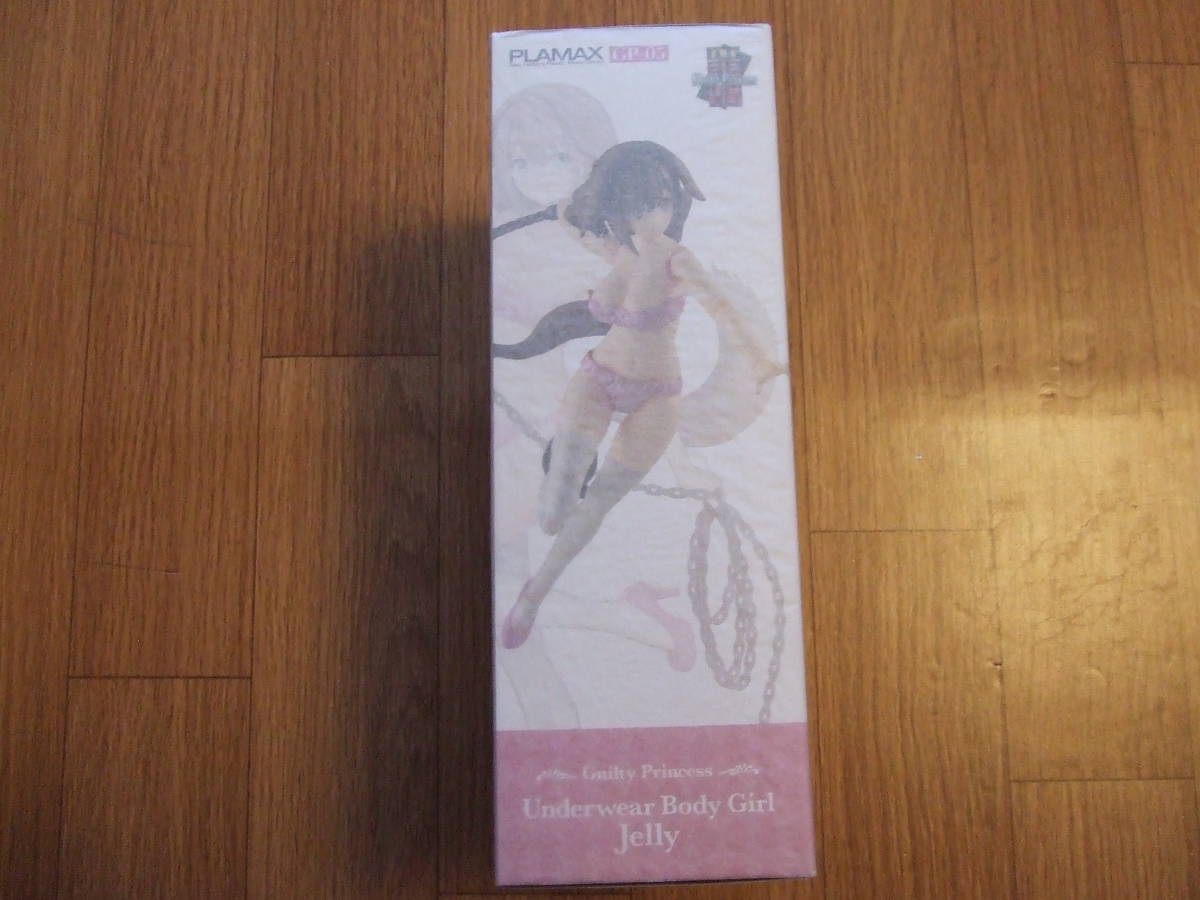 PLAMAX GP-05
Guilty Princess
Underwear Body Girl
Jelly